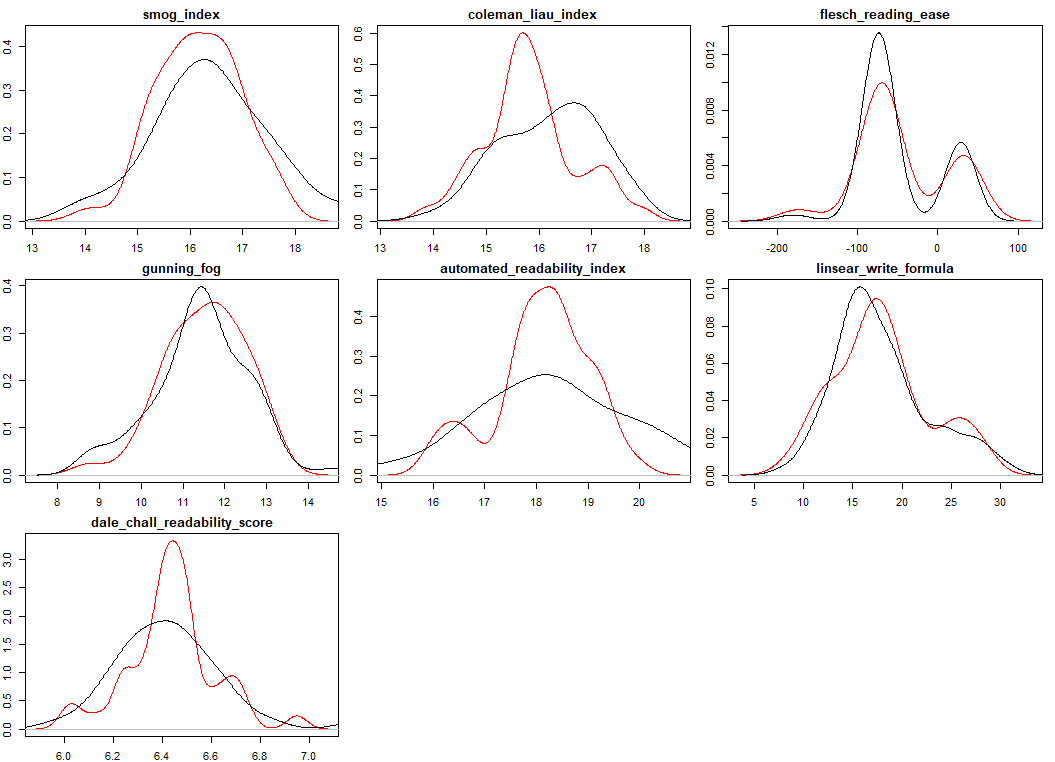 smog_index
0.0 0.1 0.2 0.3 0.4
13 14 15 16 17 18
coleman_liau_index
0.0 0.1 0.2 0.3 0.4 0.5 0.6
13 14 15 16 17 18
flesch_reading_ease
0.000 0.004 0.008 0.012
-200 -100 0 100
gunning_fog
0.0 0.1 0.2 0.3 0.4
8 9 10 11 12 13 14
automated_readability_index
0.0 0.1 0.2 0.3 0.4
15 16 17 18 19 20
linsear_write_formula
0.00 0.02 0.04 0.06 0.08 0.10
5 10 15 20 25 30
dale_chall_readability_score
0.0 0.5 1.0 1.5 2.0 2.5 3.0
6.0 6.2 6.4 6.6 6.8 7.0